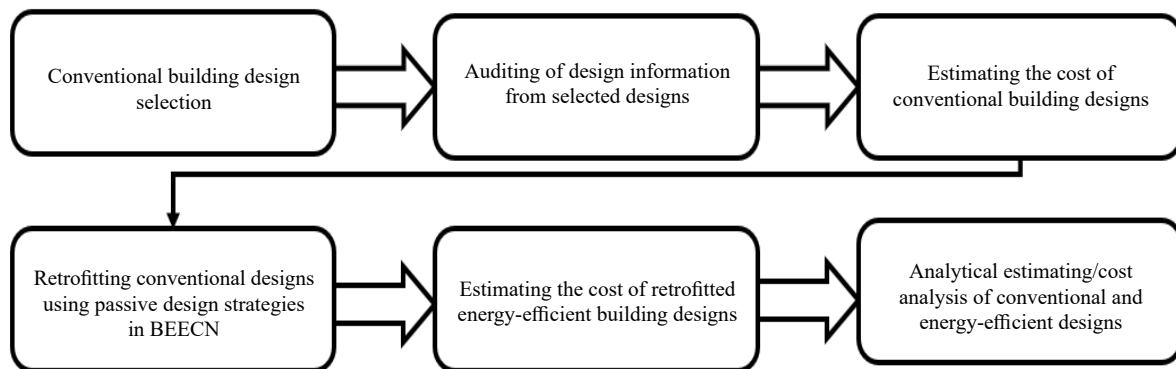 Conventional building design
selection
Auditing of design information
from selected designs
Estimating the cost of
conventional building designs
Retrofitting conventional designs
using passive design strategies
in BEECN
Estimating the cost of retrofitted
energy-efficient building designs
Analytical estimating/cost
analysis of conventional and
energy-efficient designs